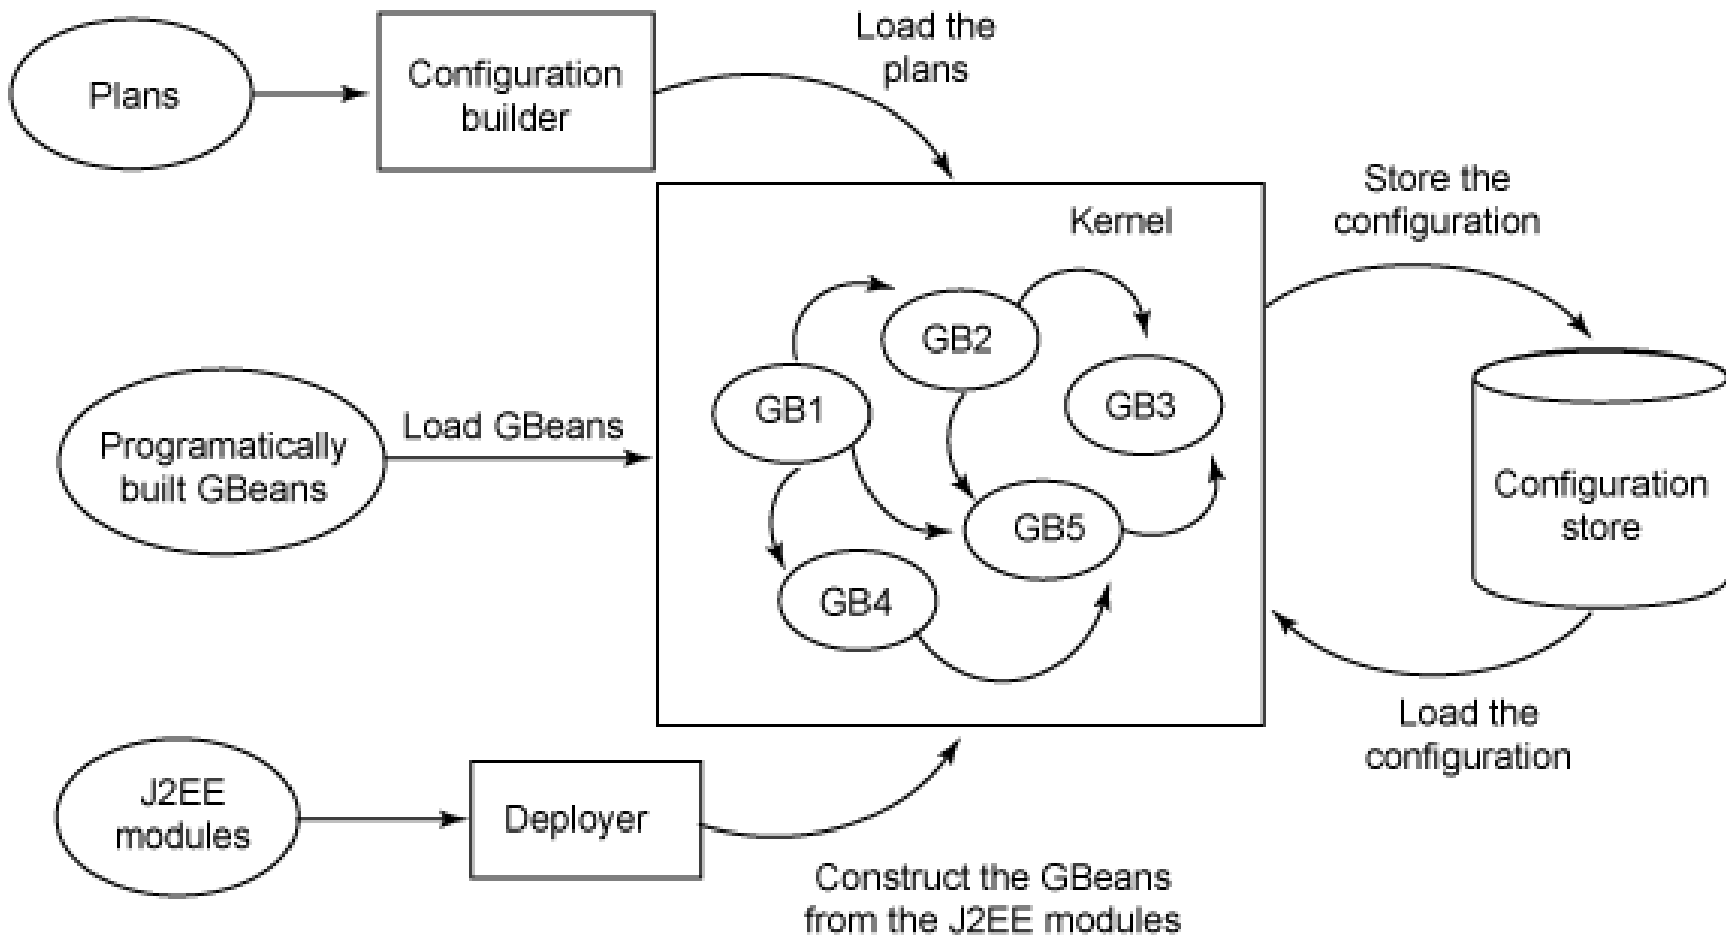 Load the
plans
Plans
Configuration
builder
Store the
configuration
Kernel
GB2
GB1
GB3
Load GBeans
Programatically
built GBeans
Configuration
store
GB5
GB4
Load the
configuration
J2EE
modules
Deployer
Construct the GBeans
from the J2EE modules